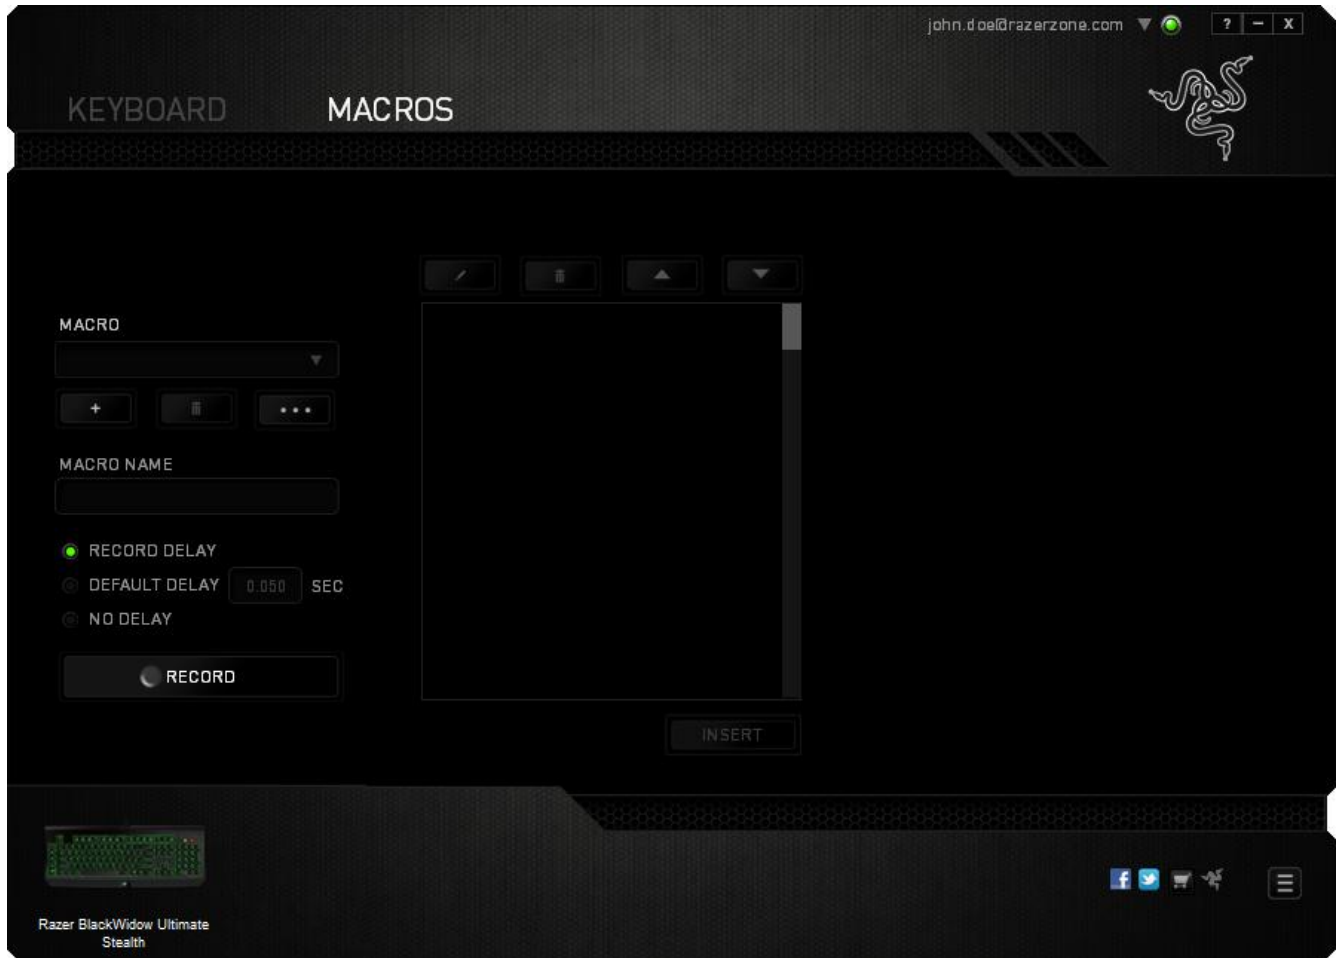 john.doe@razerzone.com
? – X
KEYBOARD MACROS
MACRO
+ •••
MACRO NAME
RECORD DELAY
DEFAULT DELAY 0.050 SEC
NO DELAY
RECORD
INSERT
Razer BlackWidow Ultimate
Stealth